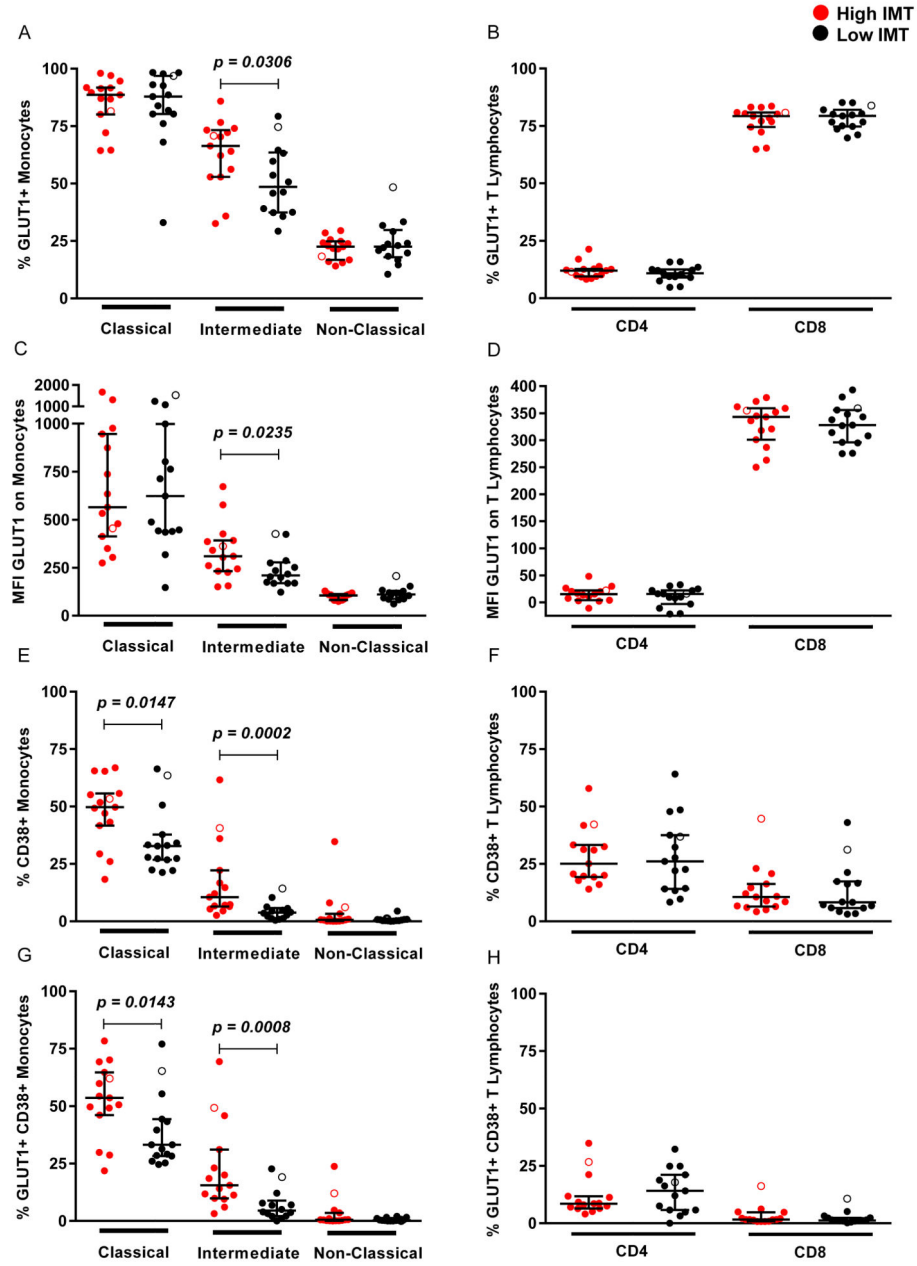 High IMT
Low IMT
A
B
p = 0.0306
100
75
50
25
0
% GLUT1+ Monocytes
Classical
Intermediate
Non-Classical
100
75
50
25
0
% GLUT1+ T Lymphocytes
CD4
CD8
C
D
p = 0.0235
2000
1000
1000
750
500
250
0
MFI GLUT1 on Monocytes
Classical
Intermediate
Non-Classical
400
350
300
250
200
150
100
50
0
MFI GLUT1 on T Lymphocytes
CD4
CD8
E
F
p = 0.0147
p = 0.0002
100
75
50
25
0
% CD38+ Monocytes
Classical
Intermediate
Non-Classical
100
75
50
25
0
% CD38+ T Lymphocytes
CD4
CD8
G
H
p = 0.0143
p = 0.0008
100
75
50
25
0
% GLUT1+ CD38+ Monocytes
Classical
Intermediate
Non-Classical
100
75
50
25
0
% GLUT1+ CD38+ T Lymphocytes
CD4
CD8